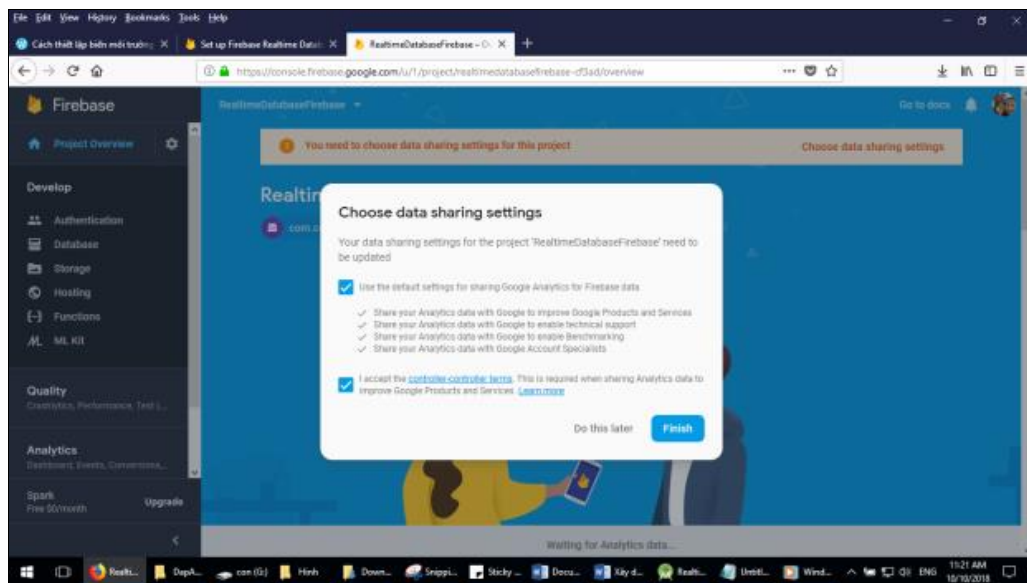 File Edit View History Bookmarks Tools Help
Cách thiết lập biến môi trường
Set up Firebase Realtime Datab
RealtimeDatabaseFirebase –
https://console.firebase.google.com/u/1/project/realtimedatabasefirebase-cf3ad/overview
Firebase
RealtimeDatabaseFirebase
Go to docs
Project Overview
You need to choose data sharing settings for this project
Choose data sharing settings
Develop
Realtim
Authentication
Database
Storage
Hosting
Functions
ML Kit
Choose data sharing settings
Your data sharing settings for the project 'RealtimeDatabaseFirebase' need to
be updated
Use the default settings for sharing Google Analytics for Firebase data
Share your Analytics data with Google to improve Google Products and Services
Share your Analytics data with Google to enable technical support
Share your Analytics data with Google to enable Benchmarking
Share your Analytics data with Google Account Specialists
I accept the controller-controller terms. This is required when sharing Analytics data to
improve Google Products and Services. Learn more
Do this later
Finish
Quality
Crashlytics, Performance, Test L...
Analytics
Dashboard, Events, Conversions,...
Spark
Free $0/month
Upgrade
Waiting for Analytics data...
Realti... DapA... con (G:) Hinh Down... Snippi... Sticky ... Docu... Xây d... Realti... Untitl... Wind... ENG
11:21 AM
10/10/2018